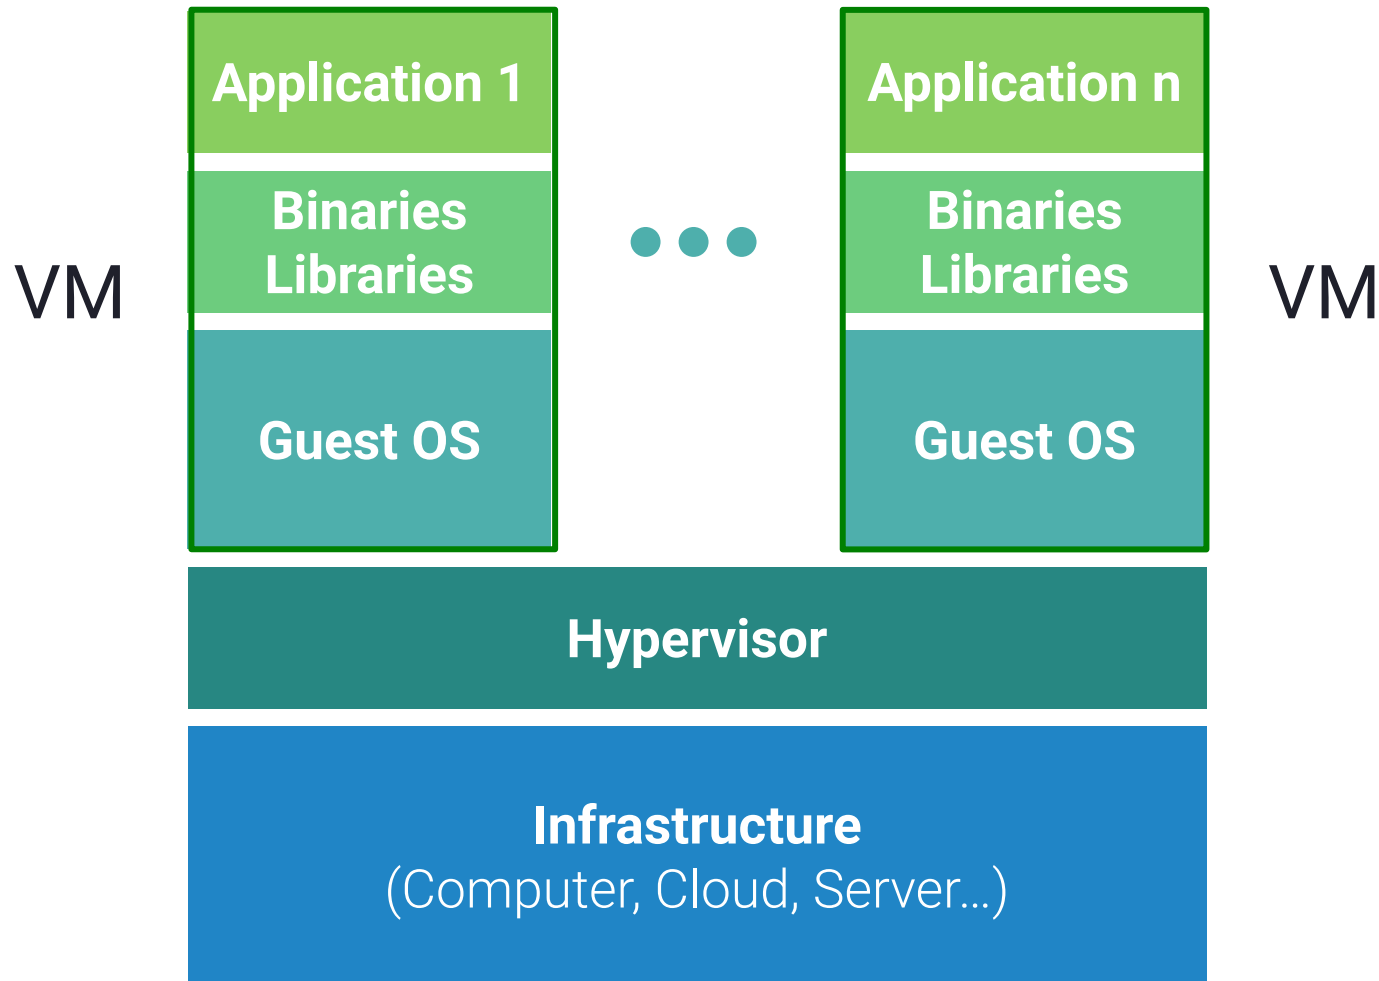 Application 1
Binaries
Libraries
Guest OS
VM
Application n
Binaries
Libraries
Guest OS
VM
Hypervisor
Infrastructure
(Computer, Cloud, Server...)